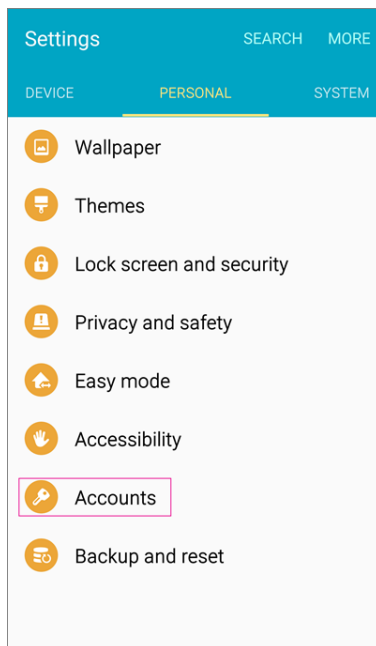 Settings SEARCH MORE
DEVICE PERSONAL SYSTEM
Wallpaper
Themes
Lock screen and security
Privacy and safety
Easy mode
Accessibility
Accounts
Backup and reset